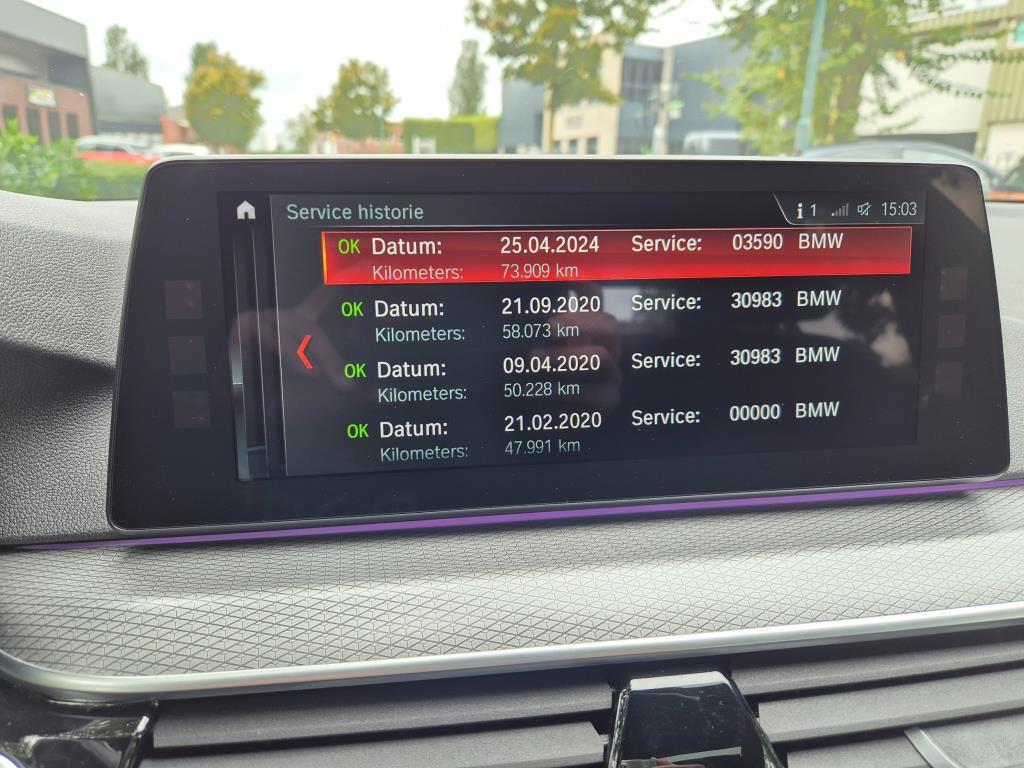 Service historie
i 1 15:03
OK Datum: 25.04.2024 Service: 03590 BMW
Kilometers: 73,909 km
OK Datum: 21.09.2020 Service: 30983 BMW
Kilometers: 58.073 km
OK Datum: 09.04.2020 Service: 30983 BMW
Kilometers: 50.228 km
OK Datum: 21.02.2020 Service: 00000 BMW
Kilometers: 47.991 km